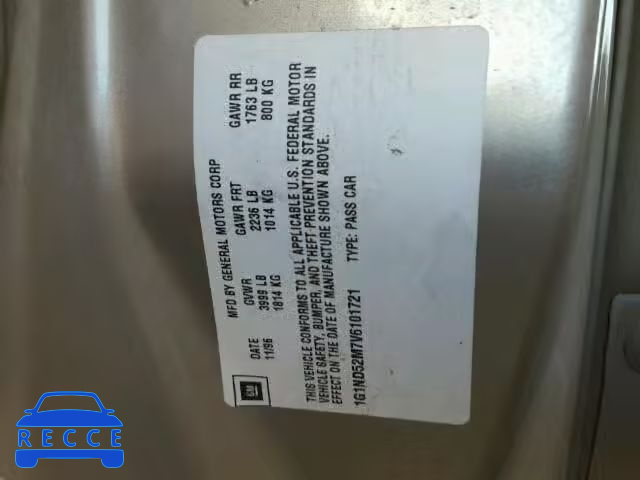 MFD BY GENERAL MOTORS CORP
DATE GVWR GAWR FRT GAWR RR
11/96 3999 LB 2236 LB 1763 LB
1814 KG 1014 KG 800 KG
THIS VEHICLE CONFORMS TO ALL APPLICABLE U.S. FEDERAL MOTOR
VEHICLE SAFETY, BUMPER, AND THEFT-PREVENTION STANDARDS IN
EFFECT ON THE DATE OF MANUFACTURE SHOWN ABOVE.
1G1ND52M7V6101721 TYPE: PASS CAR
GM
RECCE